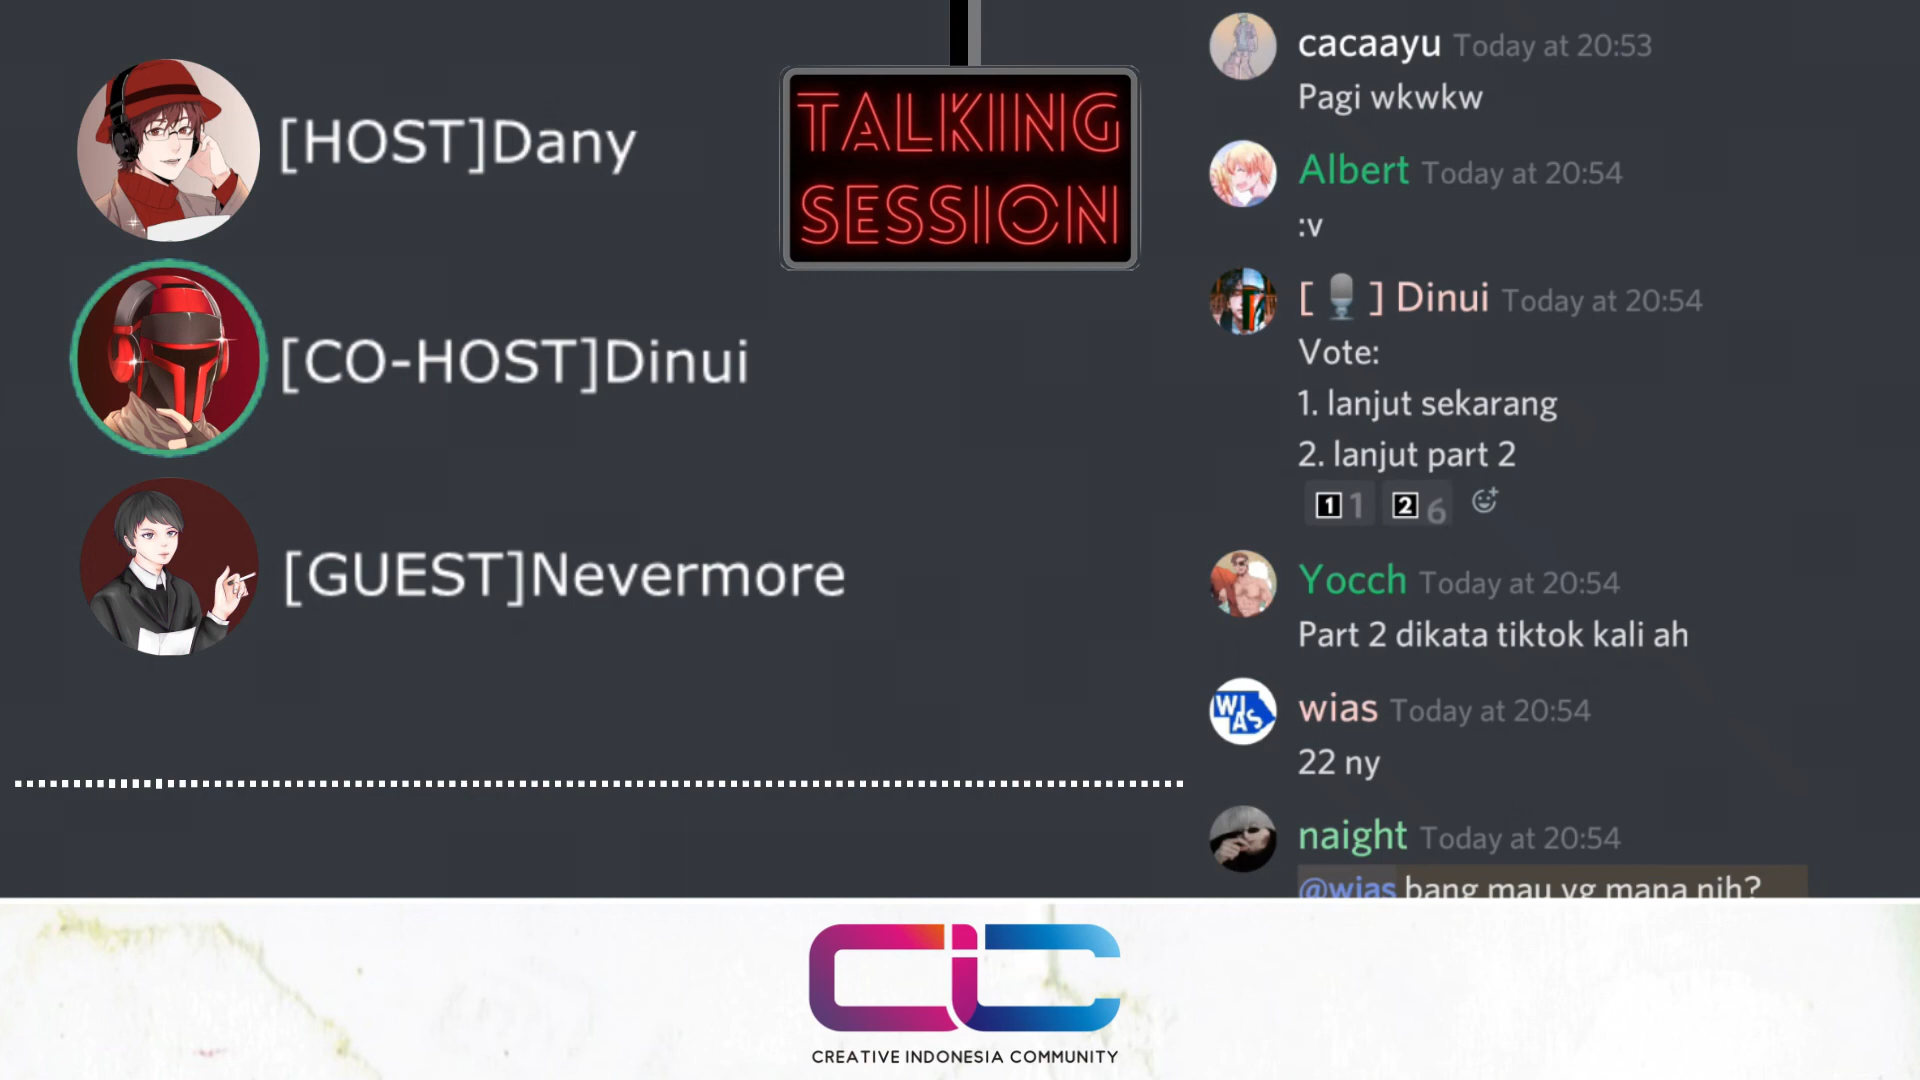 [HOST]Dany
[CO-HOST]Dinui
[GUEST]Nevermore
TALKING
SESSION
cacaayu Today at 20:53
Pagi wkwkw
Albert Today at 20:54
:v
[🎙️] Dinui Today at 20:54
Vote:
1. lanjut sekarang
2. lanjut part 2
1 1 2 6
Yocch Today at 20:54
Part 2 dikata tiktok kali ah
wias Today at 20:54
WIAS
22 ny
naight Today at 20:54
@wias bang mau yg mana nih?
CIC
CREATIVE INDONESIA COMMUNITY